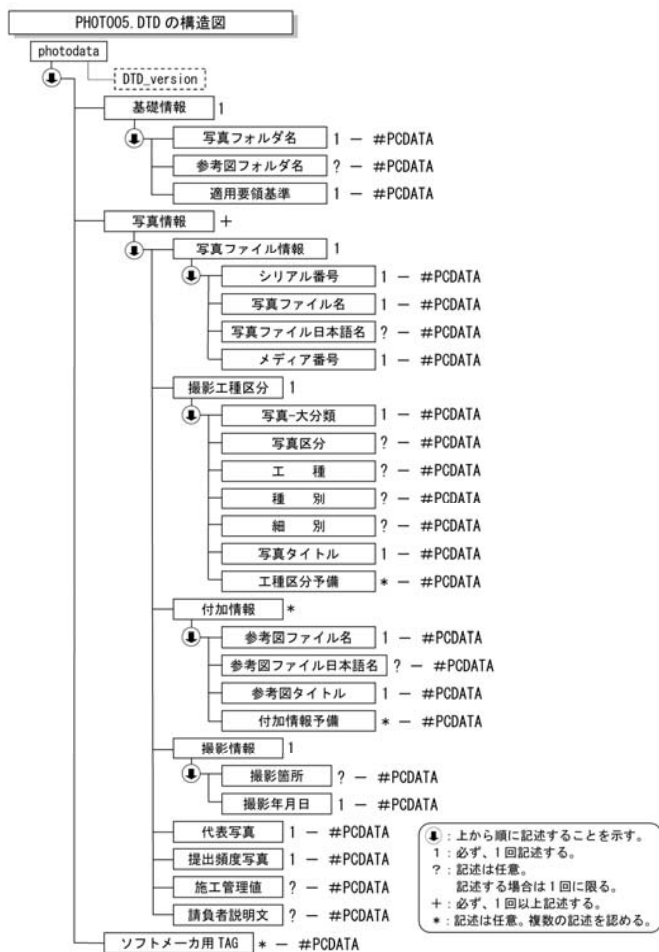 PHOTO05.DTD の構造図
photodata
DTD_version
基礎情報 1
写真フォルダ名 1 － #PCDATA
参考図フォルダ名 ? － #PCDATA
適用要領基準 1 － #PCDATA
写真情報 +
写真ファイル情報 1
シリアル番号 1 － #PCDATA
写真ファイル名 1 － #PCDATA
写真ファイル日本語名 ? － #PCDATA
メディア番号 1 － #PCDATA
撮影工種区分 1
写真-大分類 1 － #PCDATA
写真区分 ? － #PCDATA
工　種 ? － #PCDATA
種　別 ? － #PCDATA
細　別 ? － #PCDATA
写真タイトル 1 － #PCDATA
工種区分予備 * － #PCDATA
付加情報 *
参考図ファイル名 1 － #PCDATA
参考図ファイル日本語名 ? － #PCDATA
参考図タイトル 1 － #PCDATA
付加情報予備 * － #PCDATA
撮影情報 1
撮影箇所 ? － #PCDATA
撮影年月日 1 － #PCDATA
代表写真 1 － #PCDATA
提出頻度写真 1 － #PCDATA
施工管理値 ? － #PCDATA
請負者説明文 ? － #PCDATA
ソフトメーカ用 TAG * － #PCDATA
：上から順に記述することを示す。
1：必ず、1回記述する。
?：記述は任意。
記述する場合は1回に限る。
+：必ず、1回以上記述する。
*：記述は任意。複数の記述を認める。